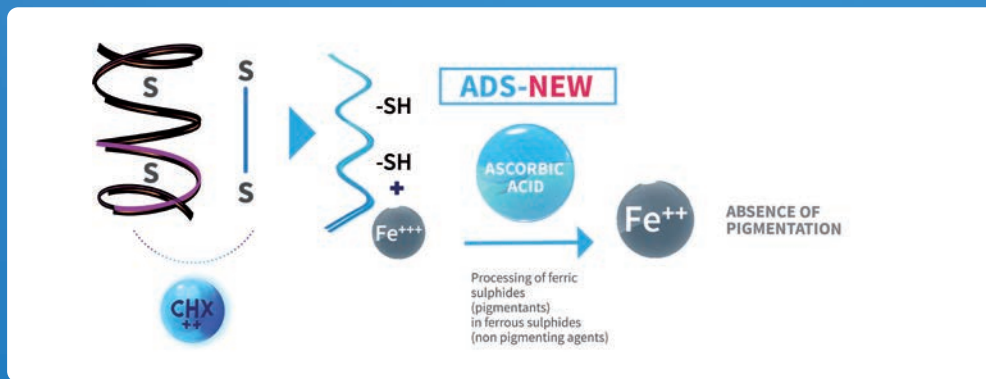 S
S
S
S
CHX
++
-SH
-SH
+
Fe+++
ADS-NEW
ASCORBIC
ACID
Processing of ferric
sulphides
(pigmentants)
in ferrous sulphides
(non pigmenting agents)
Fe++
ABSENCE OF
PIGMENTATION